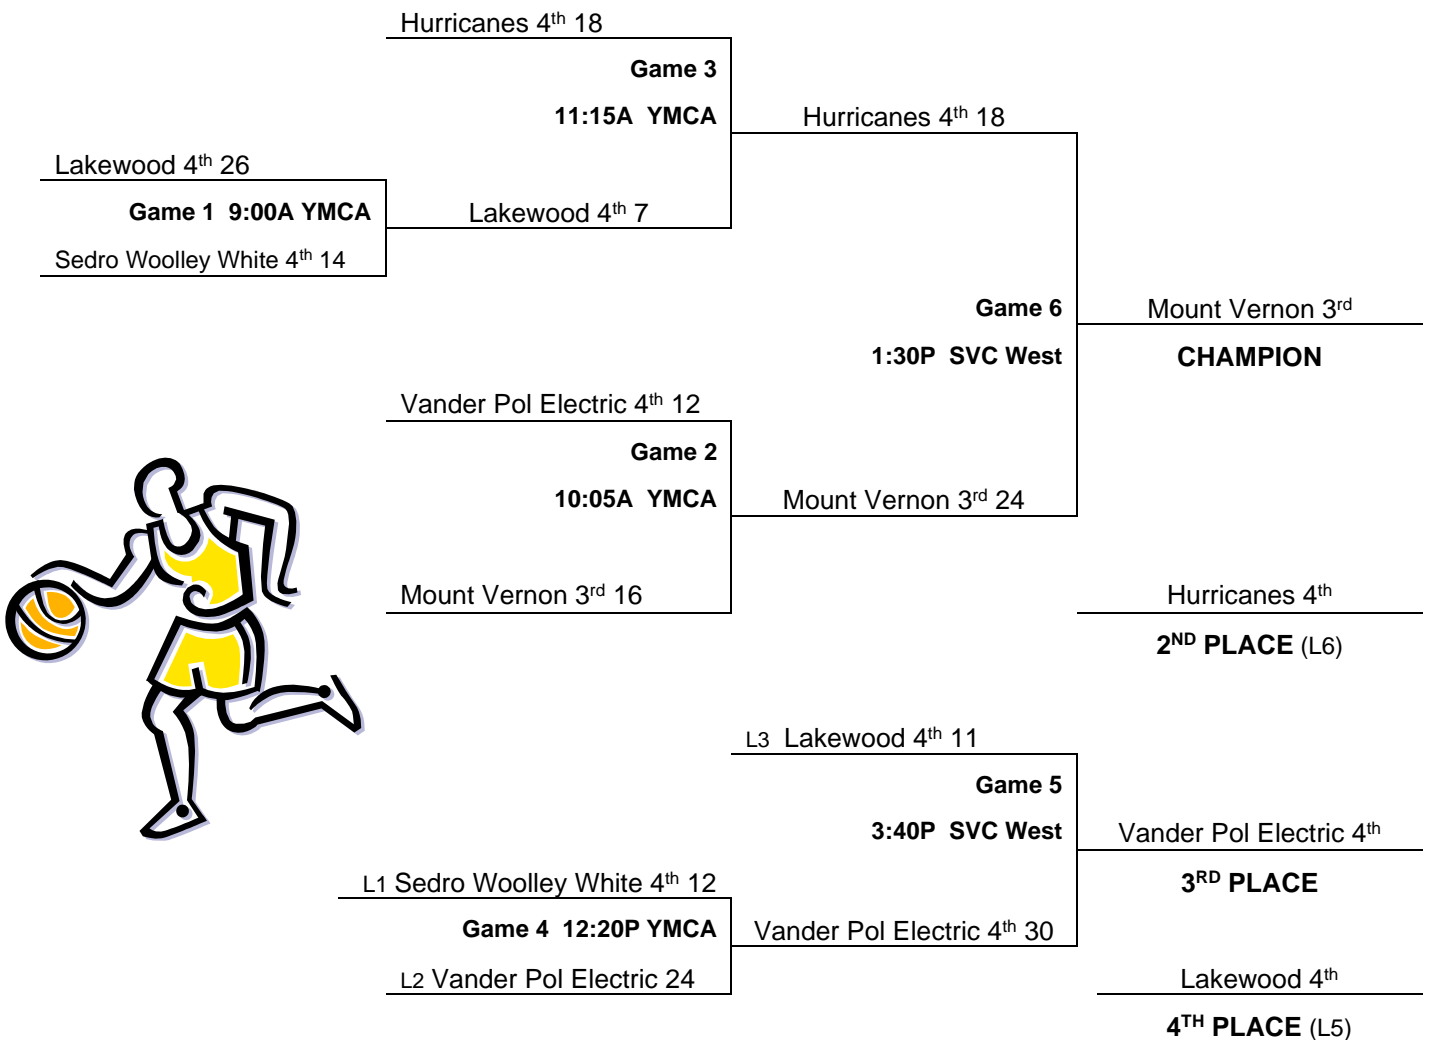 Hurricanes 4th 18
Game 3
11:15A YMCA
Hurricanes 4th 18
Lakewood 4th 26
Game 1 9:00A YMCA
Lakewood 4th 7
Sedro Woolley White 4th 14
Game 6
Mount Vernon 3rd
1:30P SVC West
CHAMPION
Vander Pol Electric 4th 12
Game 2
10:05A YMCA
Mount Vernon 3rd 24
Mount Vernon 3rd 16
Hurricanes 4th
2ND PLACE (L6)
L3 Lakewood 4th 11
Game 5
3:40P SVC West
Vander Pol Electric 4th
L1 Sedro Woolley White 4th 12
3RD PLACE
Game 4 12:20P YMCA
Vander Pol Electric 4th 30
L2 Vander Pol Electric 24
Lakewood 4th
4TH PLACE (L5)